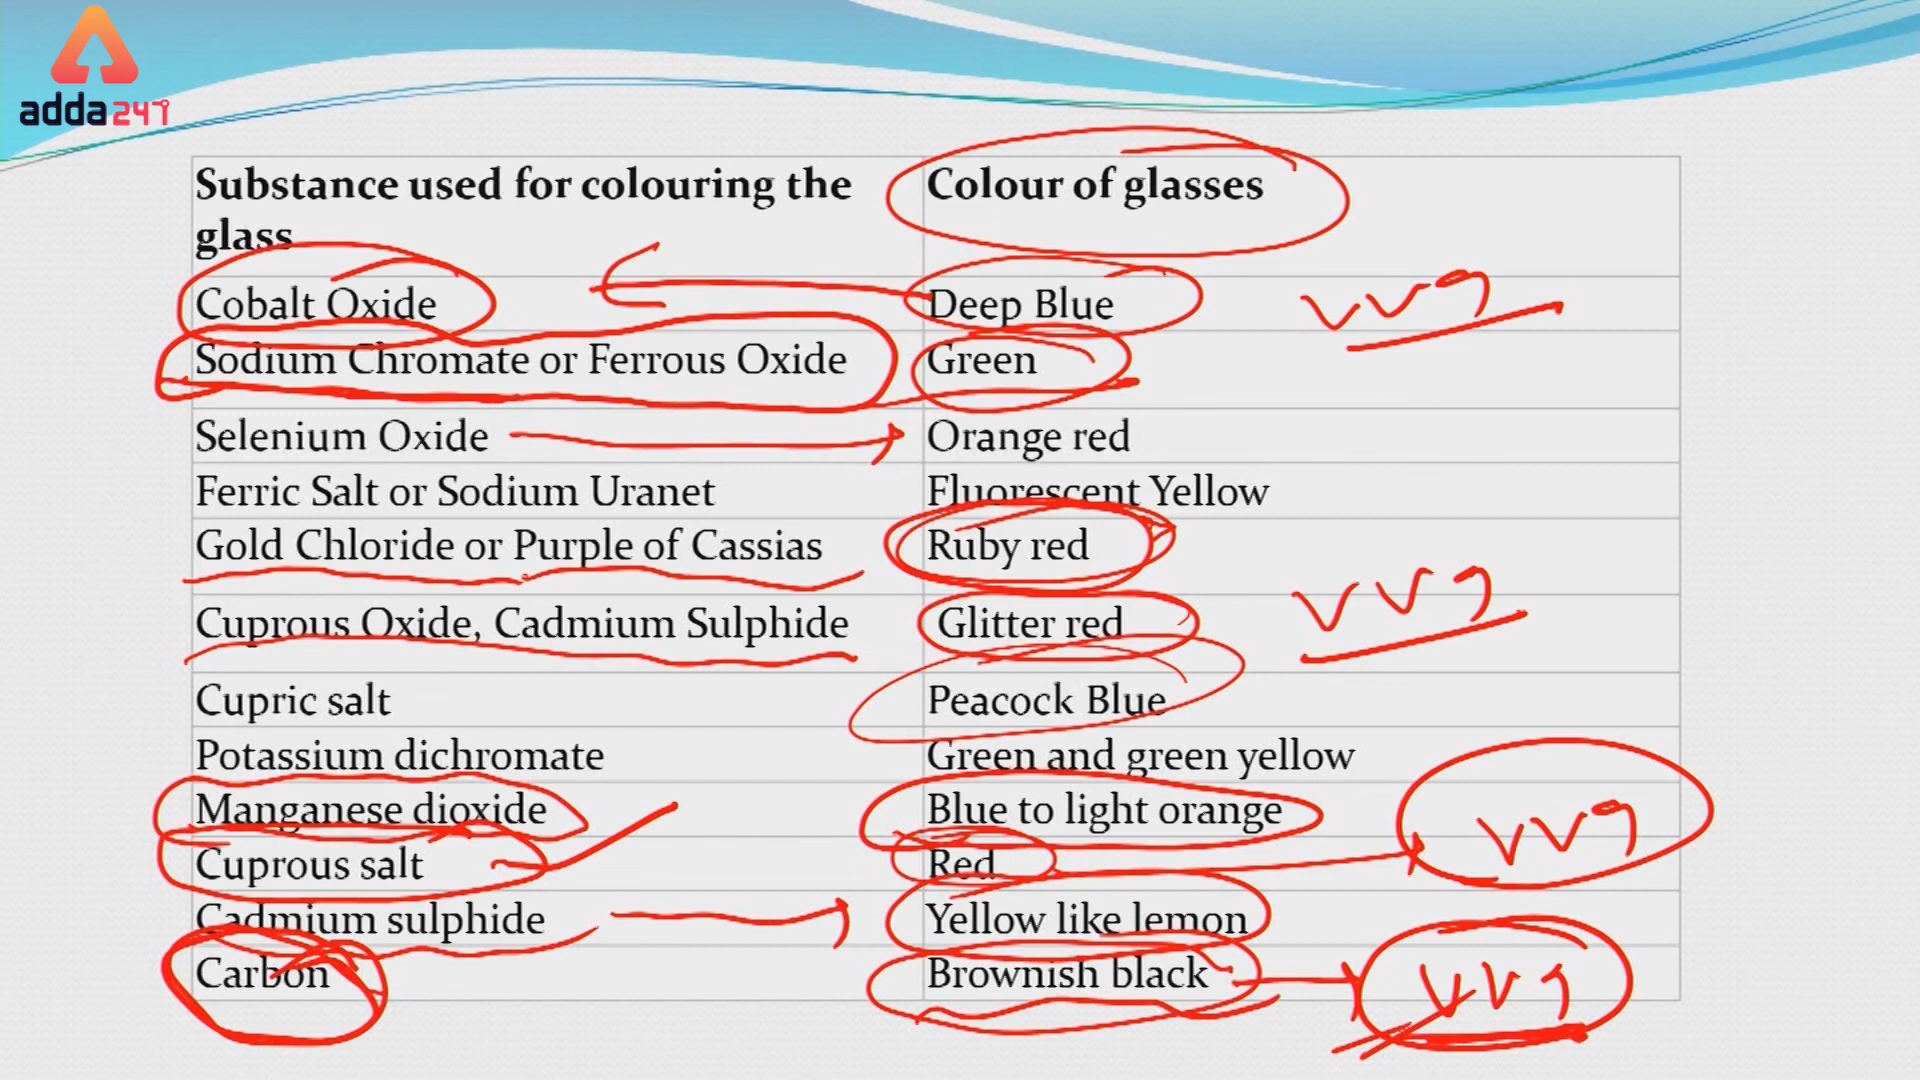 adda247
Substance used for colouring the
glass
Colour of glasses
Cobalt Oxide
Deep Blue
VVI
Sodium Chromate or Ferrous Oxide
Green
Selenium Oxide
Orange red
Ferric Salt or Sodium Uranet
Fluorescent Yellow
Gold Chloride or Purple of Cassias
Ruby red
Cuprous Oxide, Cadmium Sulphide
Glitter red
VVI
Cupric salt
Peacock Blue
Potassium dichromate
Green and green yellow
Manganese dioxide
Blue to light orange
VVI
Cuprous salt
Red
Cadmium sulphide
Yellow like lemon
Carbon
Brownish black
VVI